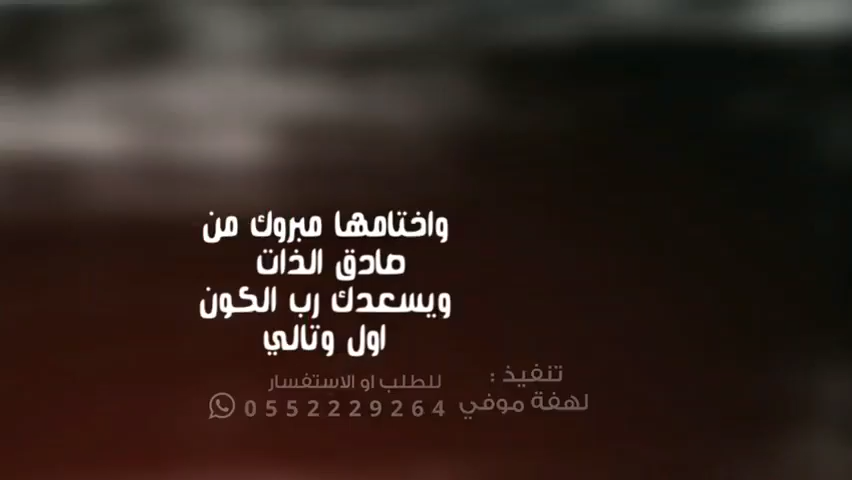 واختامها مبروك من
صادق الذات
ويسعدك رب الكون
اول وتالي
تنفيذ :
لهفة موفي
للطلب او الاستفسار
0552229264